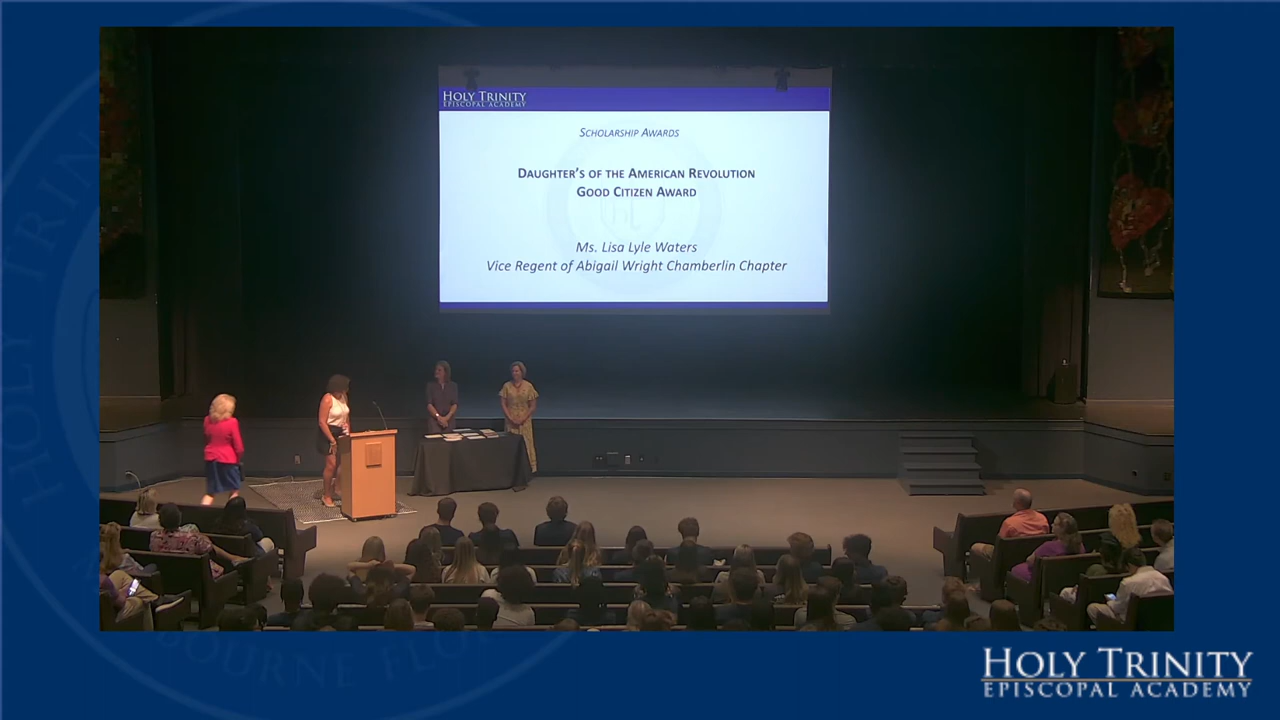 HOLY TRINITY
EPISCOPAL ACADEMY
SCHOLARSHIP AWARDS
DAUGHTER'S OF THE AMERICAN REVOLUTION
GOOD CITIZEN AWARD
Ms. Lisa Lyle Waters
Vice Regent of Abigail Wright Chamberlin Chapter
HOLY TRINITY
EPISCOPAL ACADEMY